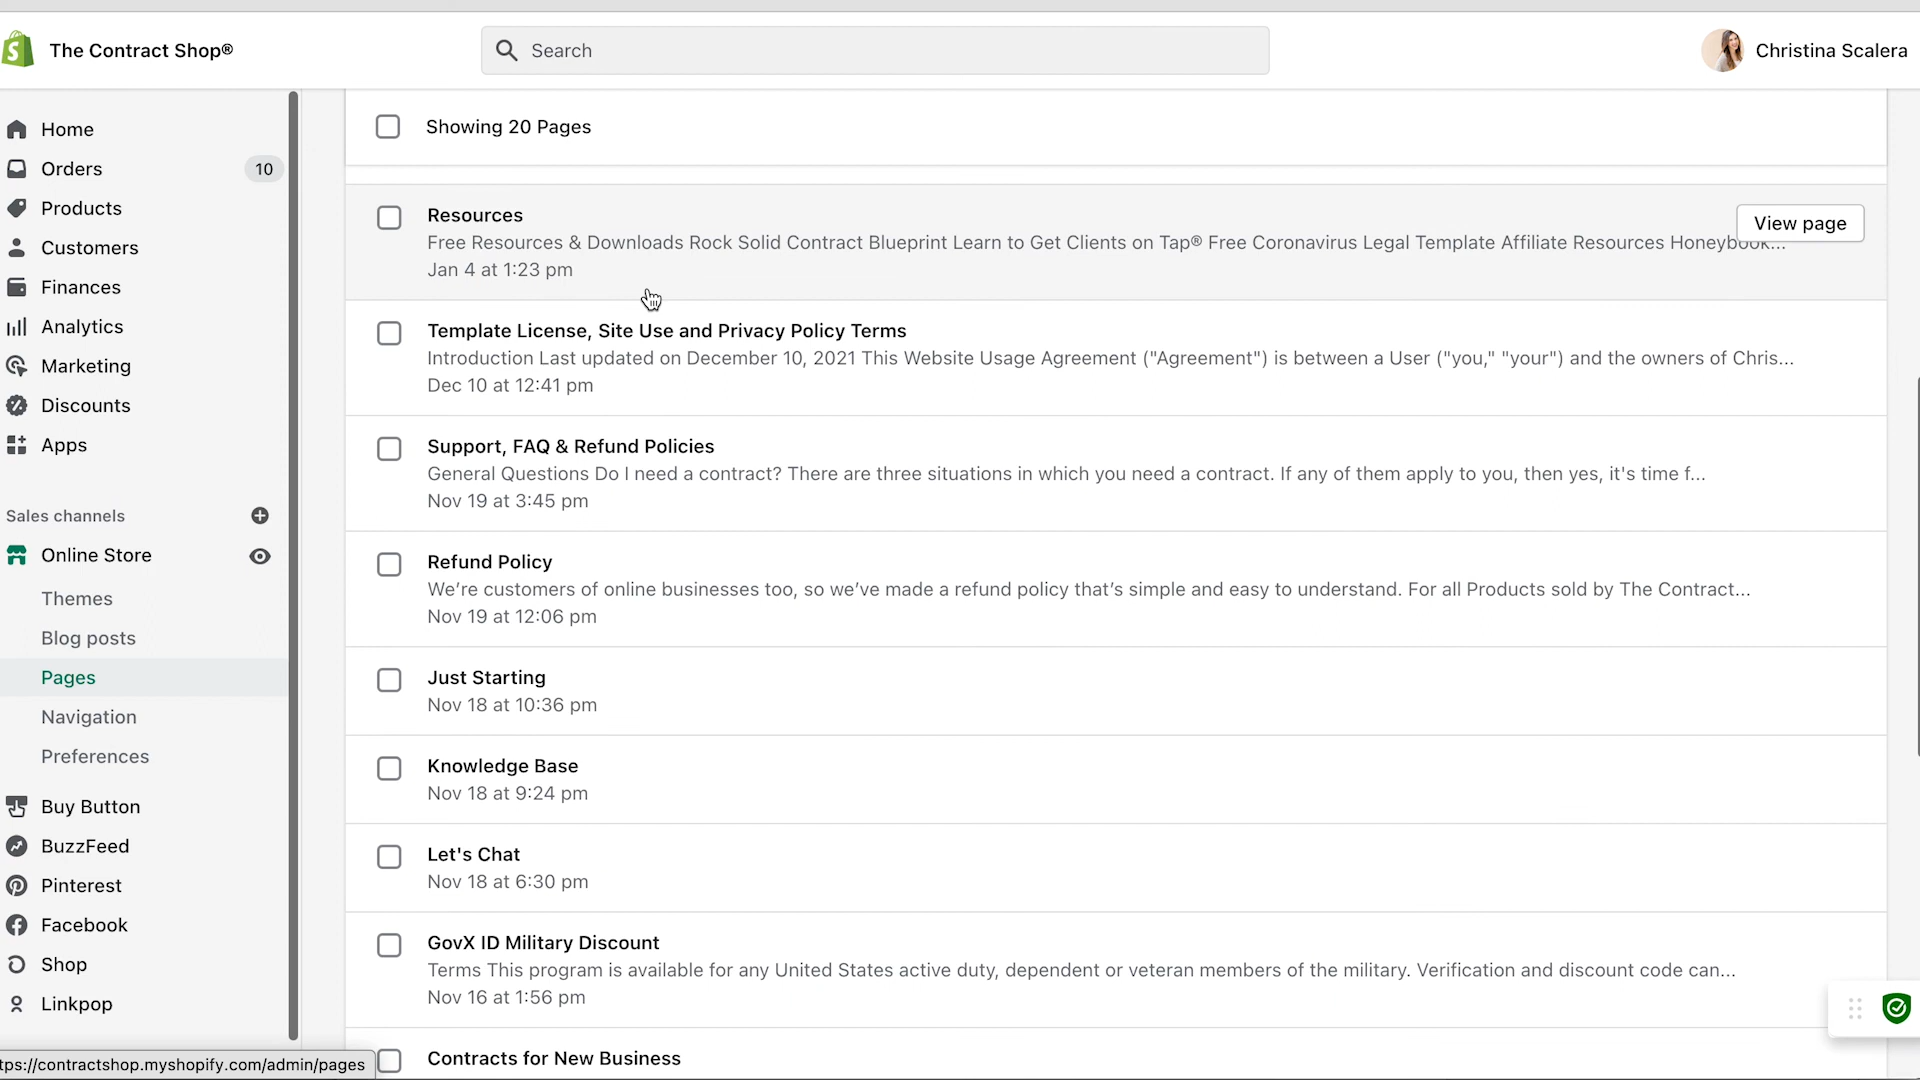 The Contract Shop®
Search
Christina Scalera
Home
Orders
10
Products
Customers
Finances
Analytics
Marketing
Discounts
Apps
Sales channels
Online Store
Themes
Blog posts
Pages
Navigation
Preferences
Buy Button
BuzzFeed
Pinterest
Facebook
Shop
Linkpop
tps://contractshop.myshopify.com/admin/pages
Showing 20 Pages
Resources
Free Resources & Downloads Rock Solid Contract Blueprint Learn to Get Clients on Tap® Free Coronavirus Legal Template Affiliate Resources Honeybook...
Jan 4 at 1:23 pm
View page
Template License, Site Use and Privacy Policy Terms
Introduction Last updated on December 10, 2021 This Website Usage Agreement ("Agreement") is between a User ("you," "your") and the owners of Chris...
Dec 10 at 12:41 pm
Support, FAQ & Refund Policies
General Questions Do I need a contract? There are three situations in which you need a contract. If any of them apply to you, then yes, it's time f...
Nov 19 at 3:45 pm
Refund Policy
We’re customers of online businesses too, so we’ve made a refund policy that’s simple and easy to understand. For all Products sold by The Contract...
Nov 19 at 12:06 pm
Just Starting
Nov 18 at 10:36 pm
Knowledge Base
Nov 18 at 9:24 pm
Let's Chat
Nov 18 at 6:30 pm
GovX ID Military Discount
Terms This program is available for any United States active duty, dependent or veteran members of the military. Verification and discount code can...
Nov 16 at 1:56 pm
Contracts for New Business